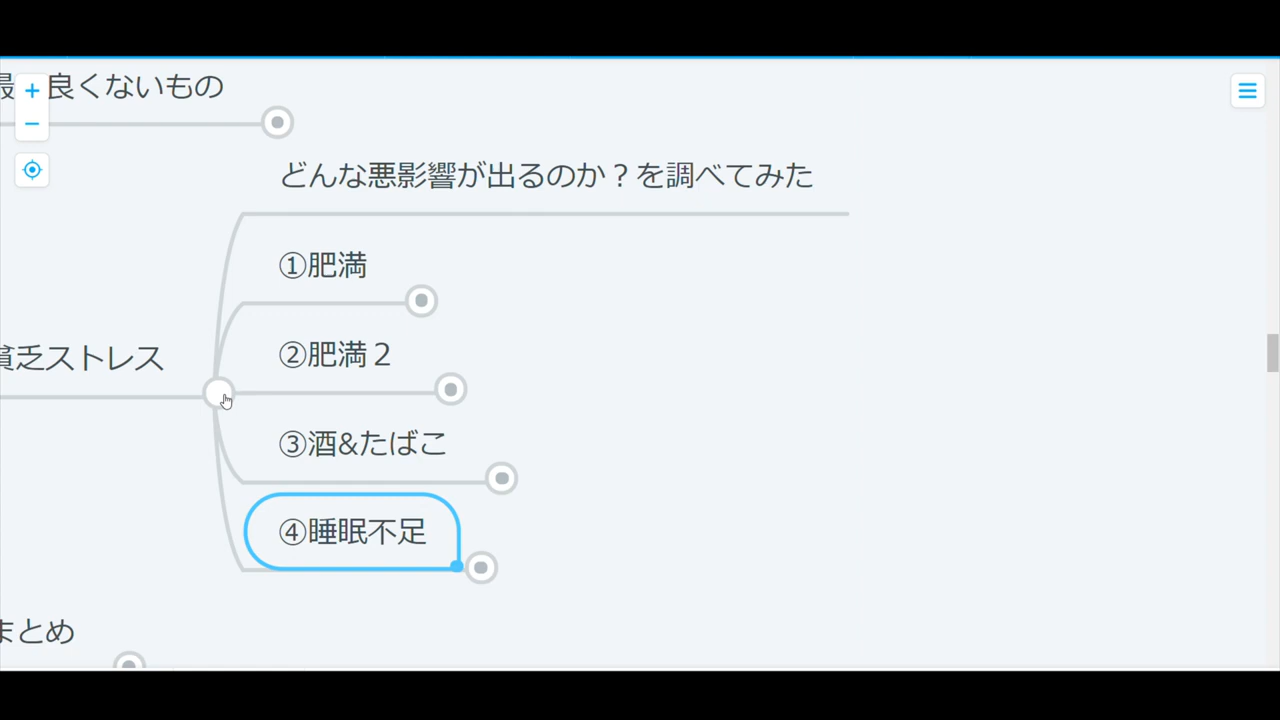 良くないもの
どんな悪影響が出るのか？を調べてみた
①肥満
②肥満２
貧乏ストレス
③酒&たばこ
④睡眠不足
まとめ